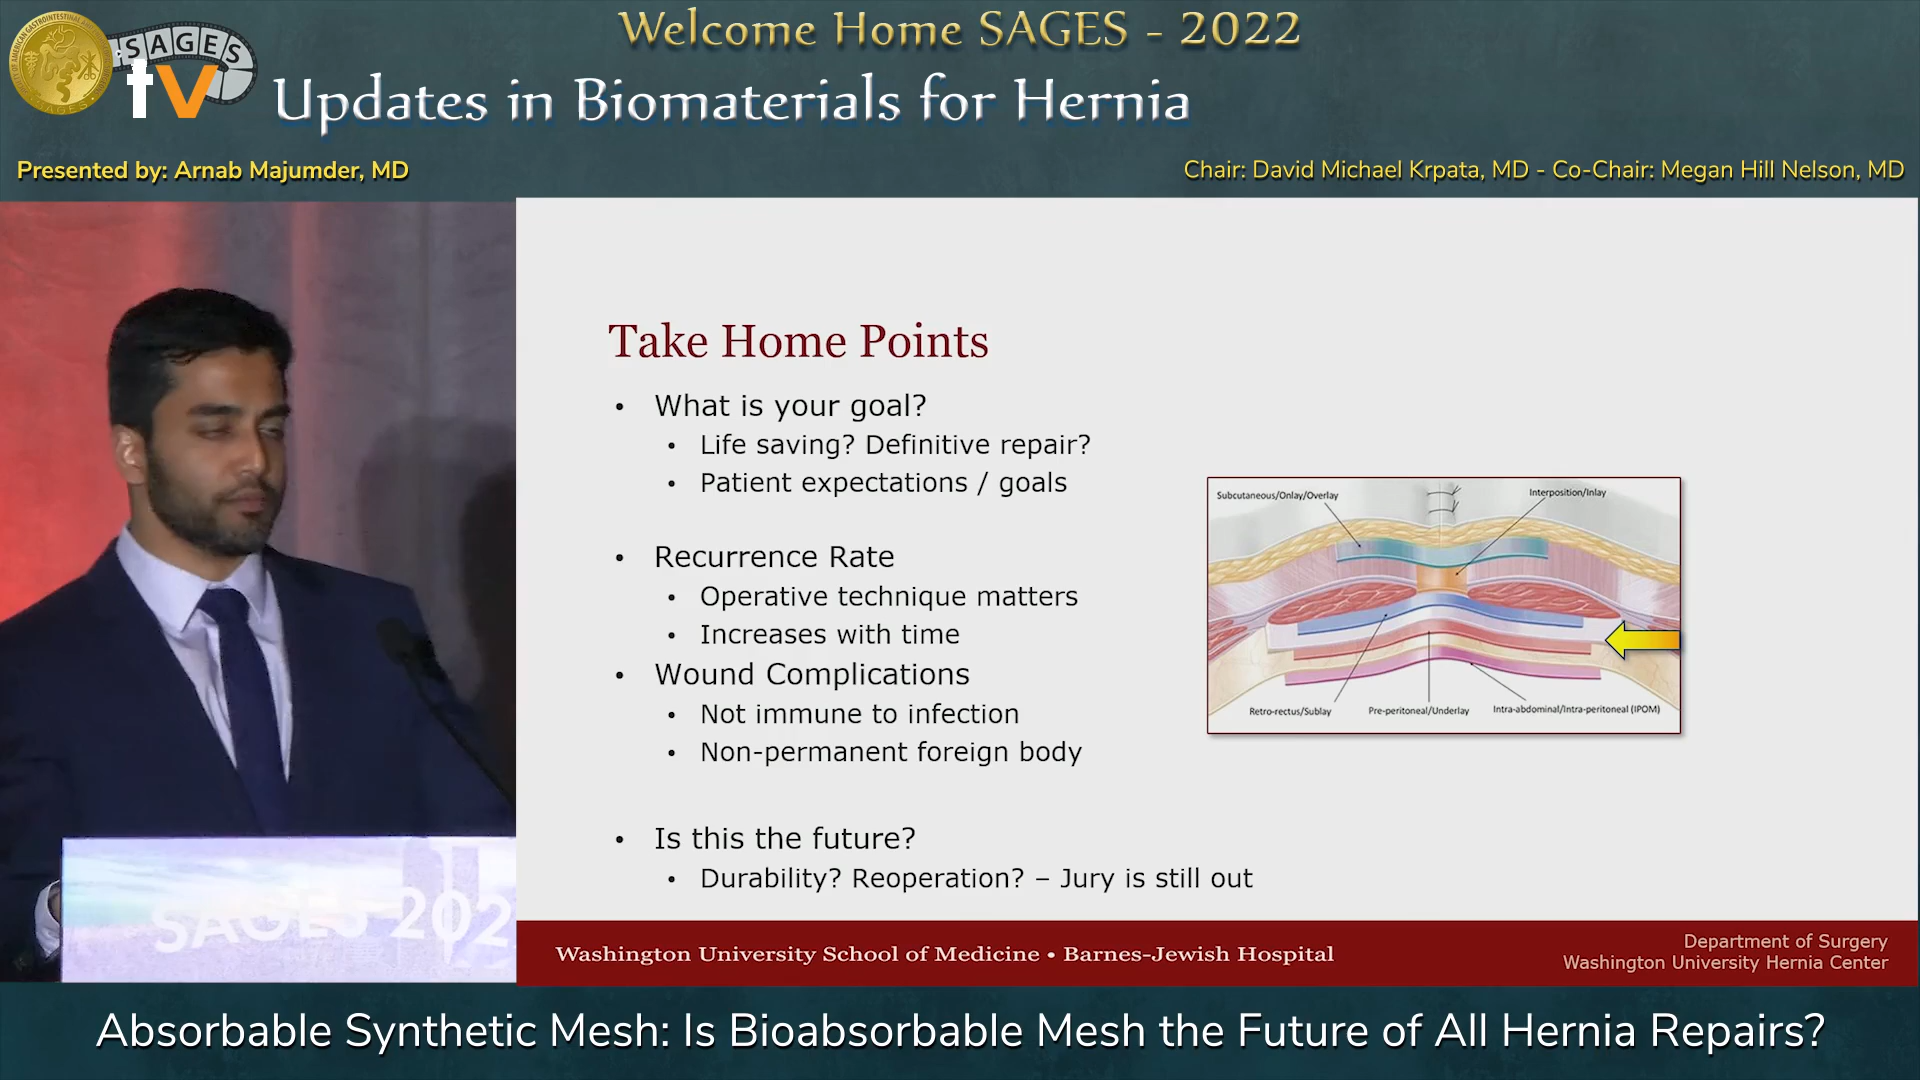 Welcome Home SAGES - 2022
SAGES
tv
Updates in Biomaterials for Hernia
Presented by: Arnab Majumder, MD
Chair: David Michael Krpata, MD - Co-Chair: Megan Hill Nelson, MD
Take Home Points
• What is your goal?
• Life saving? Definitive repair?
• Patient expectations / goals
• Recurrence Rate
• Operative technique matters
• Increases with time
• Wound Complications
• Not immune to infection
• Non-permanent foreign body
• Is this the future?
• Durability? Reoperation? – Jury is still out
Subcutaneous/Onlay/Overlay
Interposition/Inlay
Retro-rectus/Sublay
Pre-peritoneal/Underlay
Intra-abdominal/Intra-peritoneal (IPOM)
SAGES 202
Washington University School of Medicine • Barnes-Jewish Hospital
Department of Surgery
Washington University Hernia Center
Absorbable Synthetic Mesh: Is Bioabsorbable Mesh the Future of All Hernia Repairs?